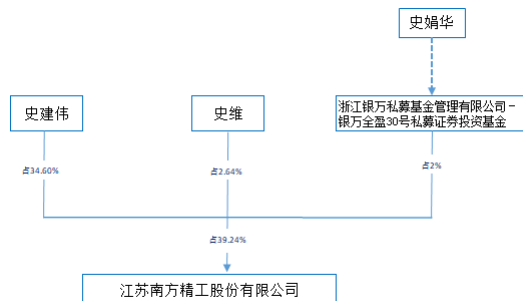 史娟华
史建伟
史维
浙江银万私募基金管理有限公司－
银万全盈30号私募证券投资基金
占34.60%
占2.64%
占2%
占39.24%
江苏南方精工股份有限公司